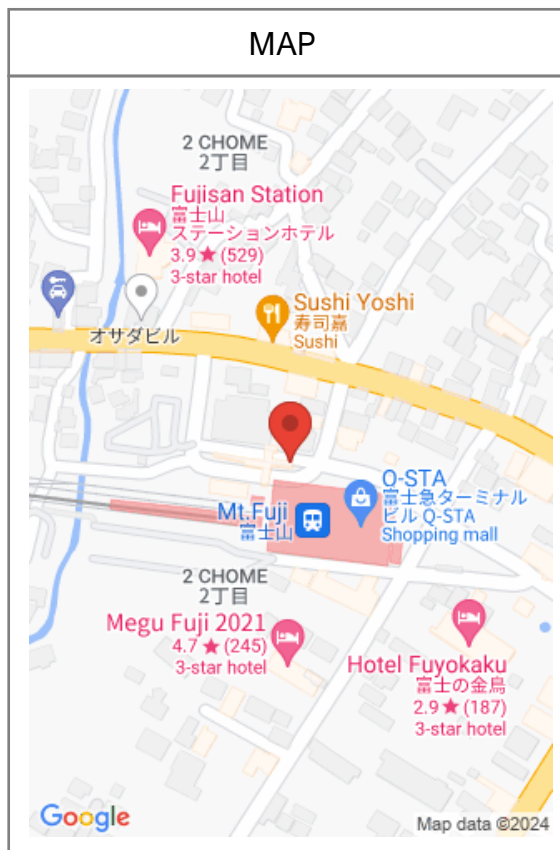 MAP
2 CHOME
2丁目
Fujisan Station
富士山
ステーションホテル
3.9★(529)
3-star hotel
オサダビル
Sushi Yoshi
寿司嘉
Sushi
Q-STA
富士急ターミナル
ビル Q-STA
Shopping mall
Mt.Fuji
富士山
2 CHOME
2丁目
Megu Fuji 2021
4.7★(245)
3-star hotel
Hotel Fuyokaku
富士の金鳥
2.9★(187)
3-star hotel
Google
Map data ©2024